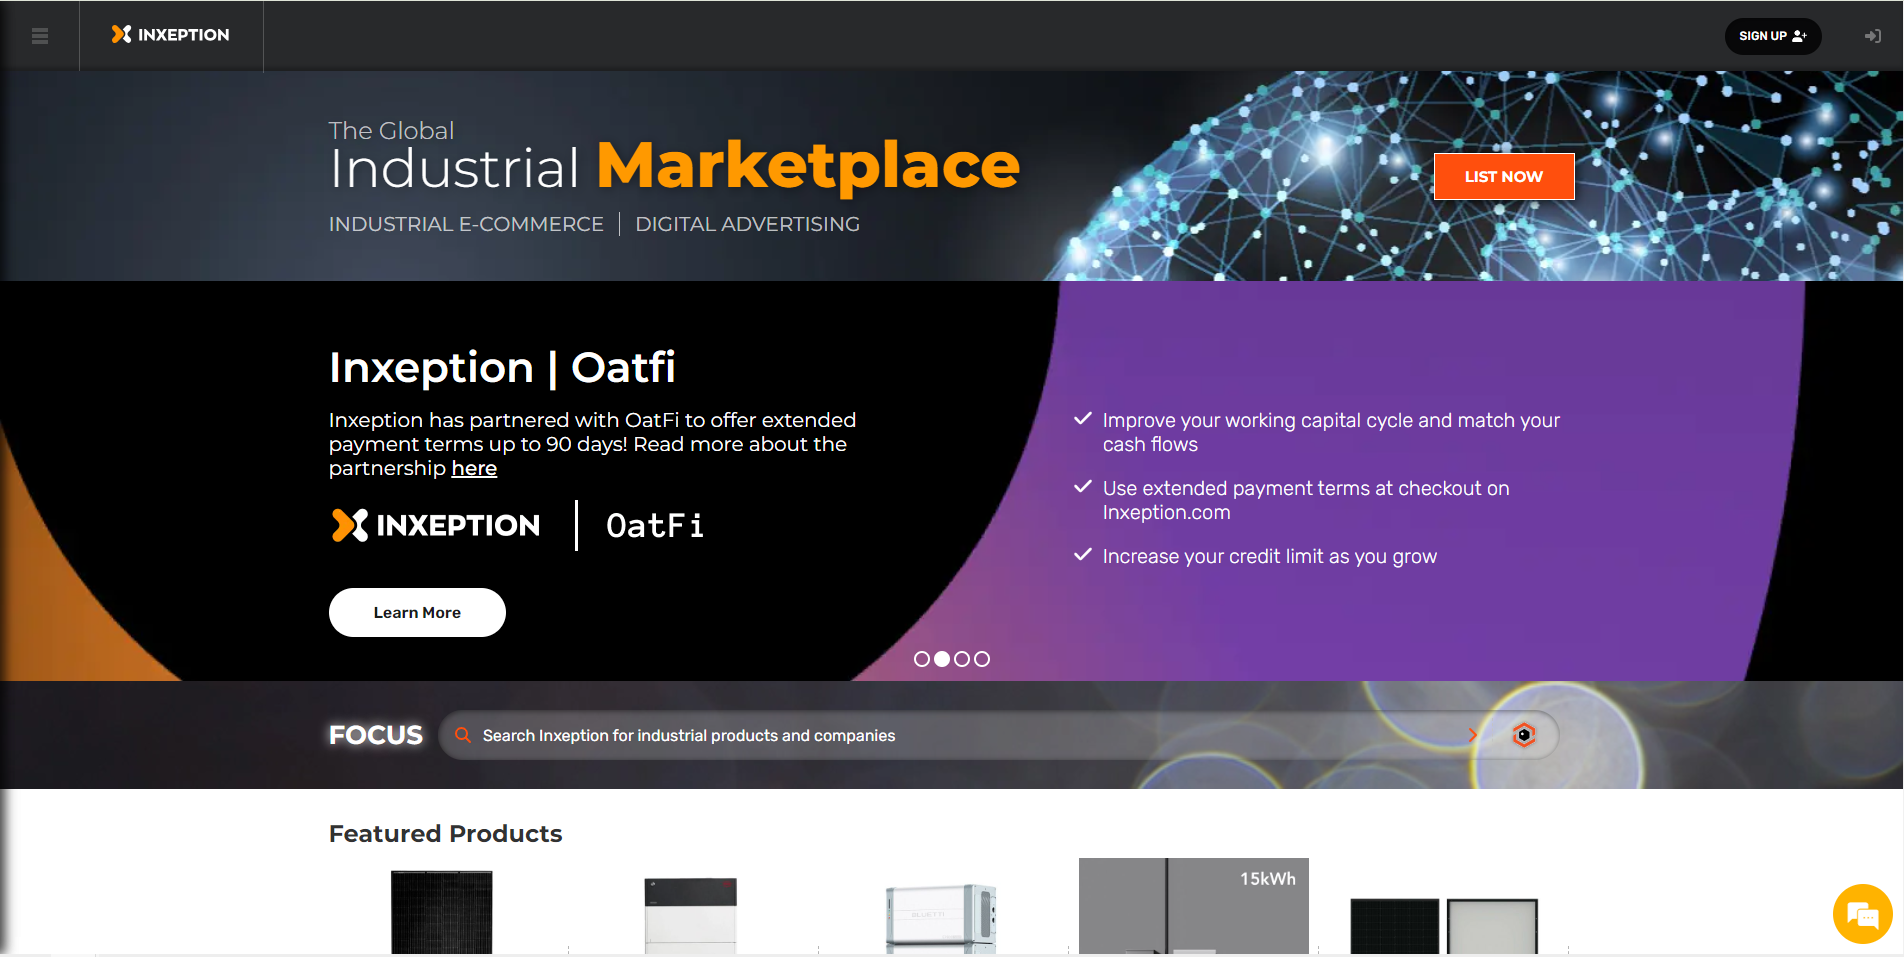 INXEPTION
SIGN UP
The Global
Industrial Marketplace
INDUSTRIAL E-COMMERCE | DIGITAL ADVERTISING
LIST NOW
Inxeption | Oatfi
Inxeption has partnered with OatFi to offer extended
payment terms up to 90 days! Read more about the
partnership here
INXEPTION | OatFi
Learn More
Improve your working capital cycle and match your
cash flows
Use extended payment terms at checkout on
Inxeption.com
Increase your credit limit as you grow
FOCUS
Search Inxeption for industrial products and companies
Featured Products
BLUETTI
15kWh